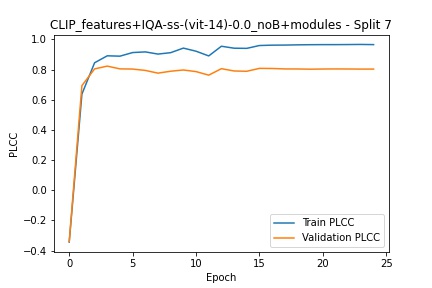 CLIP_features+IQA-ss-(vit-14)-0.0_noB+modules - Split 7
1.0
0.8
0.6
0.4
0.2
0.0
−0.2
−0.4
PLCC
Train PLCC
Validation PLCC
0 5 10 15 20 25
Epoch